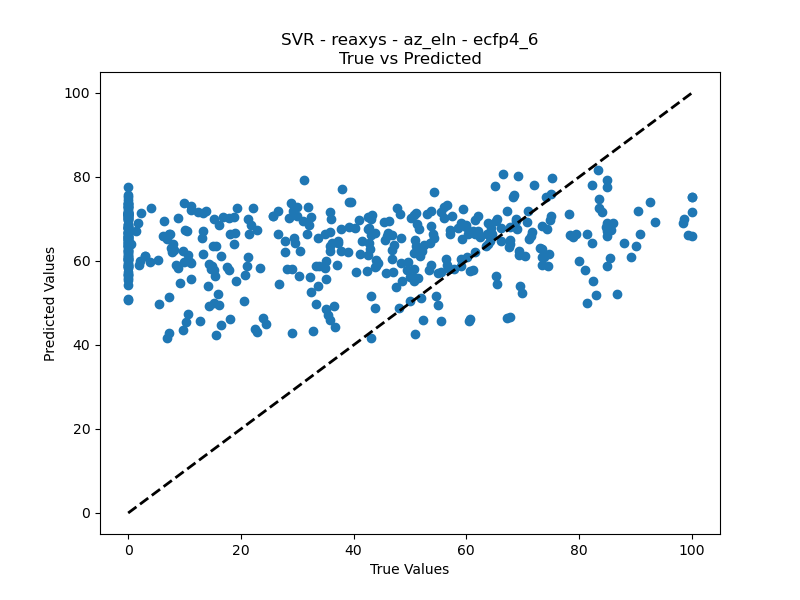 SVR - reaxys - az_eln - ecfp4_6
True vs Predicted
100
80
60
40
20
0
Predicted Values
0 20 40 60 80 100
True Values